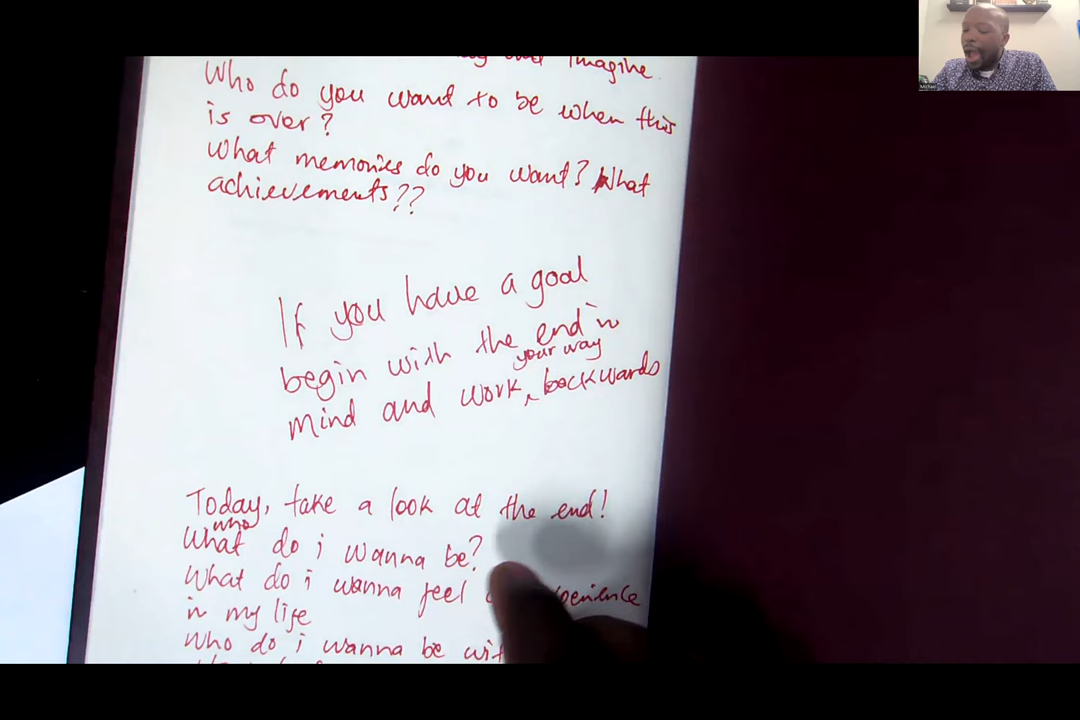 imagine.
Who do you want to be when this
is over?
What memories do you want? What
achievements??
If you have a goal
begin with the end in
your way
mind and work ‸ backwards
Today, take a look at the end!
who
What do i wanna be?
What do i wanna feel
in my life
Who do i wanna be
Michael